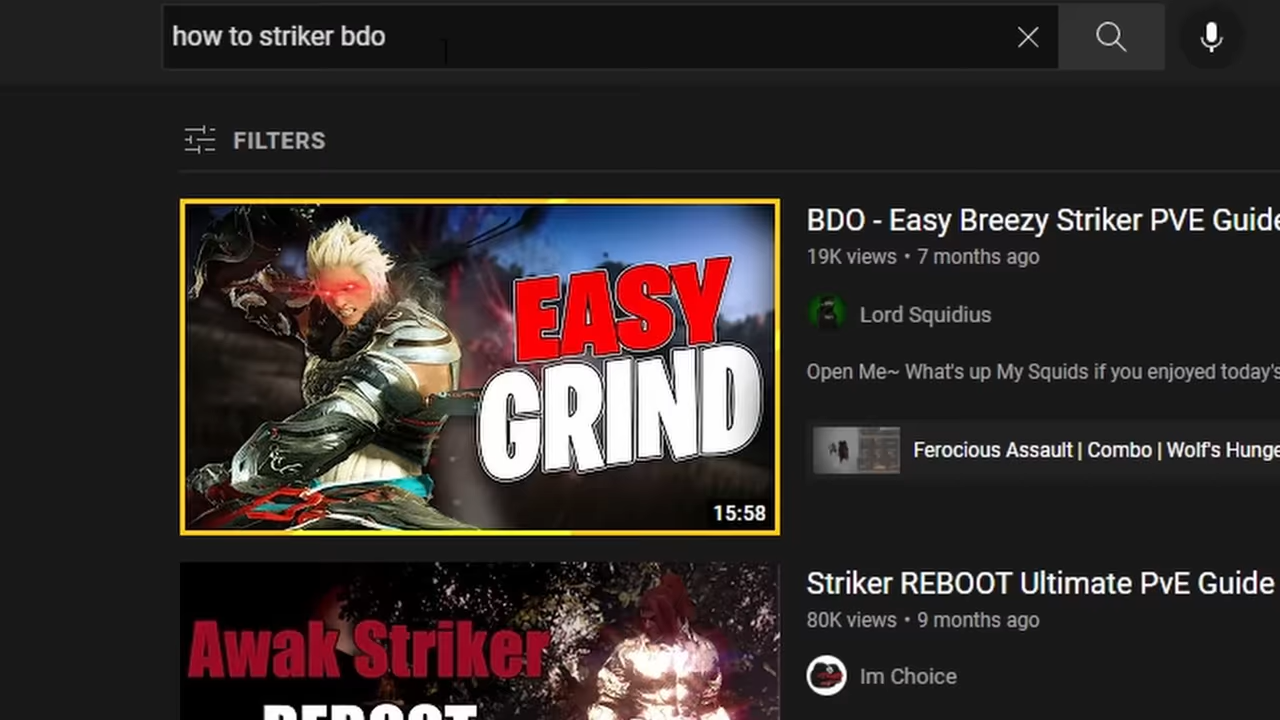 how to striker bdo
FILTERS
EASY
GRIND
15:58
BDO - Easy Breezy Striker PVE Guide
19K views • 7 months ago
Lord Squidius
Open Me~ What's up My Squids if you enjoyed today's
Ferocious Assault | Combo | Wolf's Hunge
Awak Striker
REBOOT
Striker REBOOT Ultimate PvE Guide
80K views • 9 months ago
Im Choice